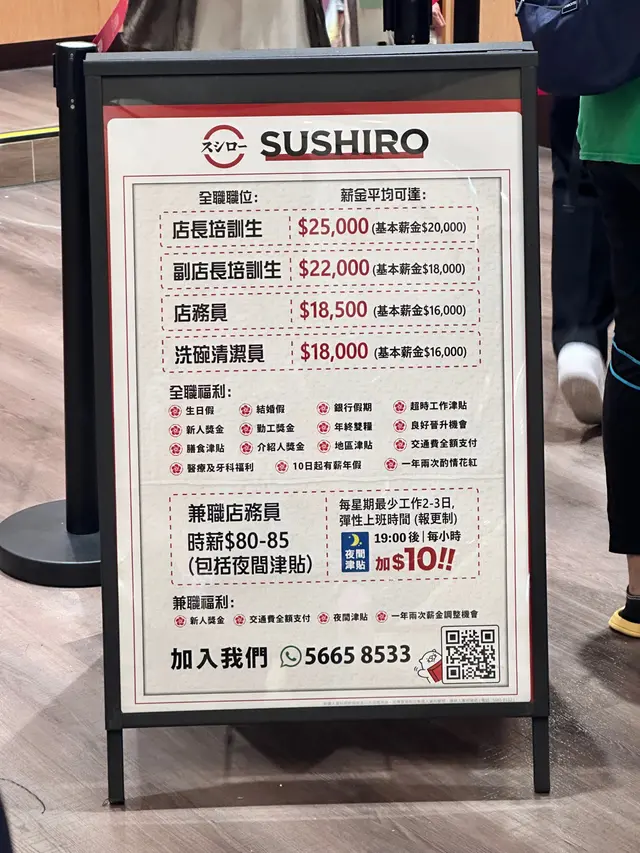 スシロー SUSHIRO
全職職位: 薪金平均可達:
店長培訓生 $25,000 (基本薪金$20,000)
副店長培訓生 $22,000 (基本薪金$18,000)
店務員 $18,500 (基本薪金$16,000)
洗碗清潔員 $18,000 (基本薪金$16,000)
全職福利:
生日假 結婚假 銀行假期 超時工作津貼
新人獎金 勤工獎金 年終雙糧 良好晉升機會
膳食津貼 介紹人獎金 地區津貼 交通費全額支付
醫療及牙科福利 10日起有薪年假 一年兩次酌情花紅
兼職店務員
時薪$80-85
(包括夜間津貼)
每星期最少工作2-3日,
彈性上班時間 (報更制)
夜間津貼
19:00後|每小時
加$10!!
兼職福利:
新人獎金 交通費全額支付 夜間津貼 一年兩次薪金調整機會
加入我們 5665 8533